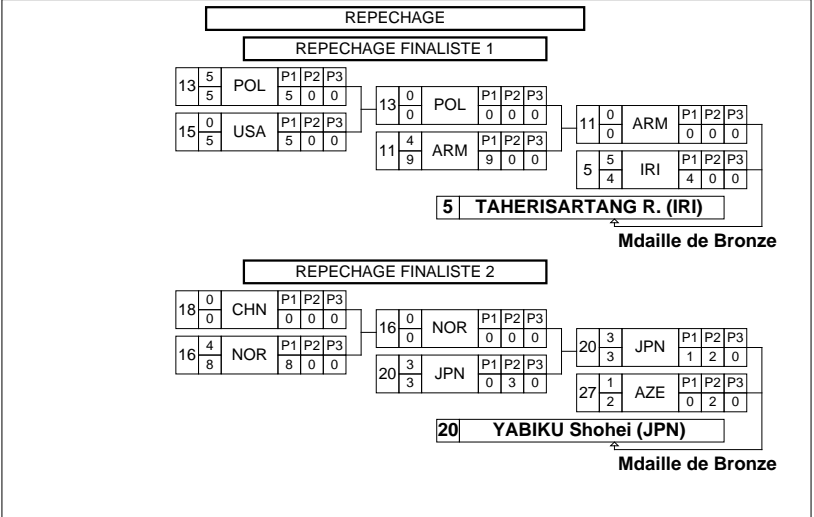 REPECHAGE
REPECHAGE FINALISTE 1
13 5 5 POL P1 P2 P3 5 0 0
15 0 5 USA P1 P2 P3 5 0 0
13 0 0 POL P1 P2 P3 0 0 0
11 4 9 ARM P1 P2 P3 9 0 0
11 0 0 ARM P1 P2 P3 0 0 0
5 5 4 IRI P1 P2 P3 4 0 0
5 TAHERISARTANG R. (IRI)
Mdaille de Bronze
REPECHAGE FINALISTE 2
18 0 0 CHN P1 P2 P3 0 0 0
16 4 8 NOR P1 P2 P3 8 0 0
16 0 0 NOR P1 P2 P3 0 0 0
20 3 3 JPN P1 P2 P3 0 3 0
20 3 3 JPN P1 P2 P3 1 2 0
27 1 2 AZE P1 P2 P3 0 2 0
20 YABIKU Shohei (JPN)
Mdaille de Bronze